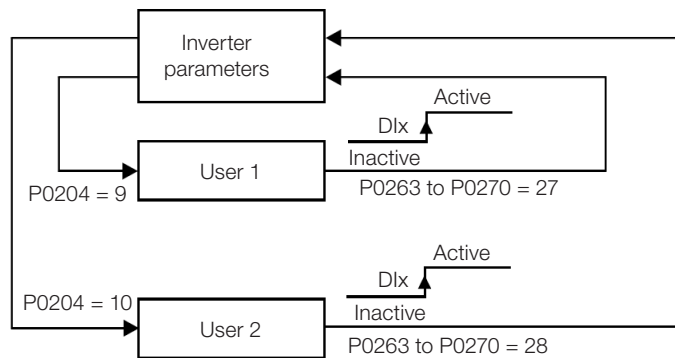 Inverter
parameters
Active
DIx
Inactive
User 1
P0204 = 9
P0263 to P0270 = 27
Active
DIx
P0204 = 10
Inactive
User 2
P0263 to P0270 = 28